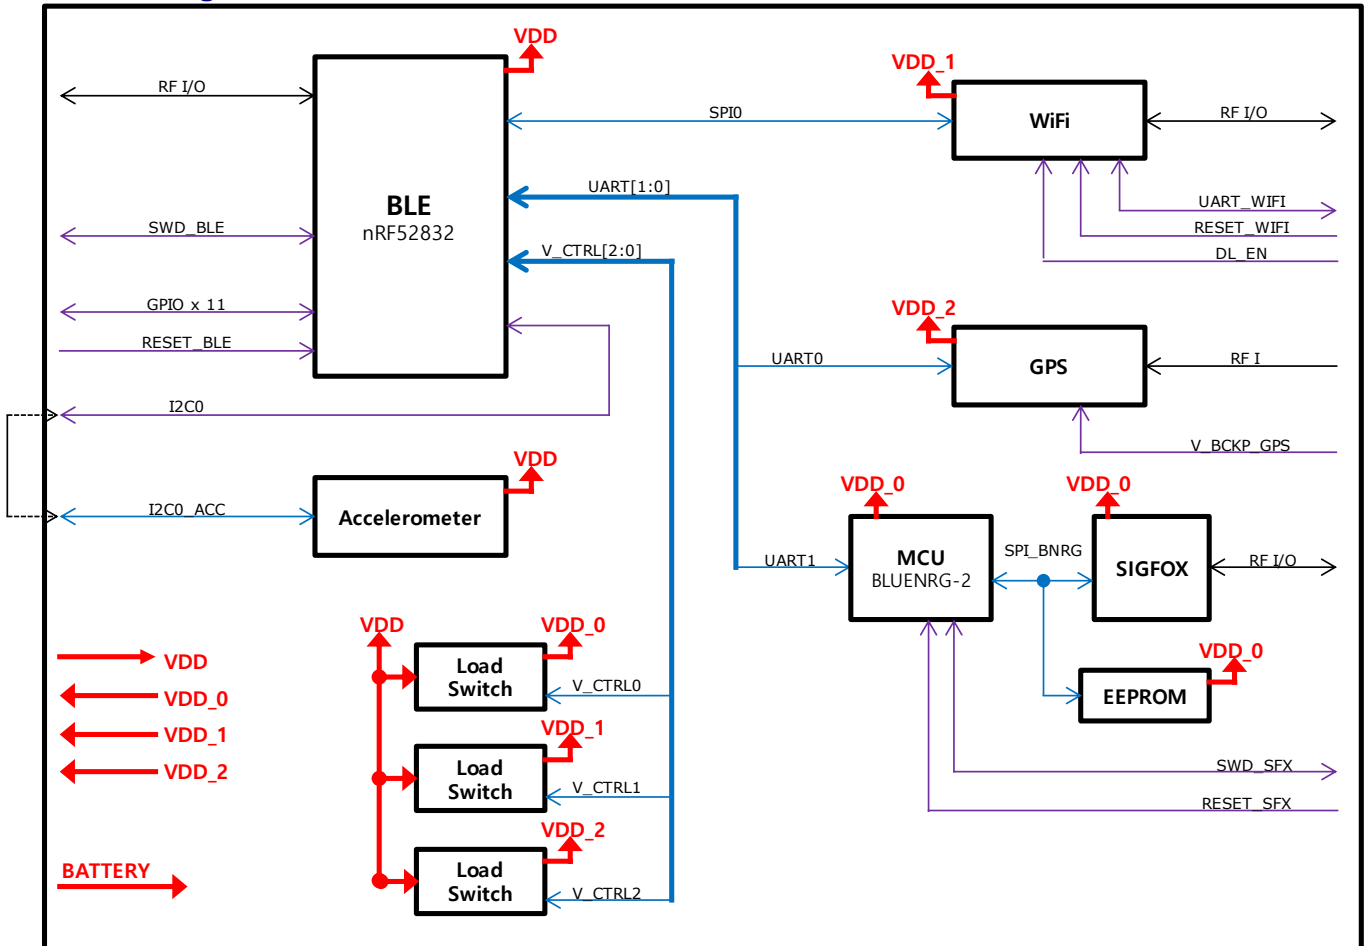 VDD
VDD_1
RF I/O
SPI0
WiFi
RF I/O
UART[1:0]
BLE
nRF52832
UART_WIFI
SWD_BLE
RESET_WIFI
V_CTRL[2:0]
DL_EN
GPIO x 11
VDD_2
RESET_BLE
UART0
GPS
RF I
I2C0
V_BCKP_GPS
VDD
VDD_0
VDD_0
I2C0_ACC
Accelerometer
SPI_BNRG
UART1
MCU
BLUENRG-2
SIGFOX
RF I/O
VDD
VDD_0
VDD_0
VDD
Load
Switch
V_CTRL0
EEPROM
VDD_0
VDD_1
VDD_1
VDD_2
Load
Switch
V_CTRL1
SWD_SFX
RESET_SFX
VDD_2
BATTERY
Load
Switch
V_CTRL2